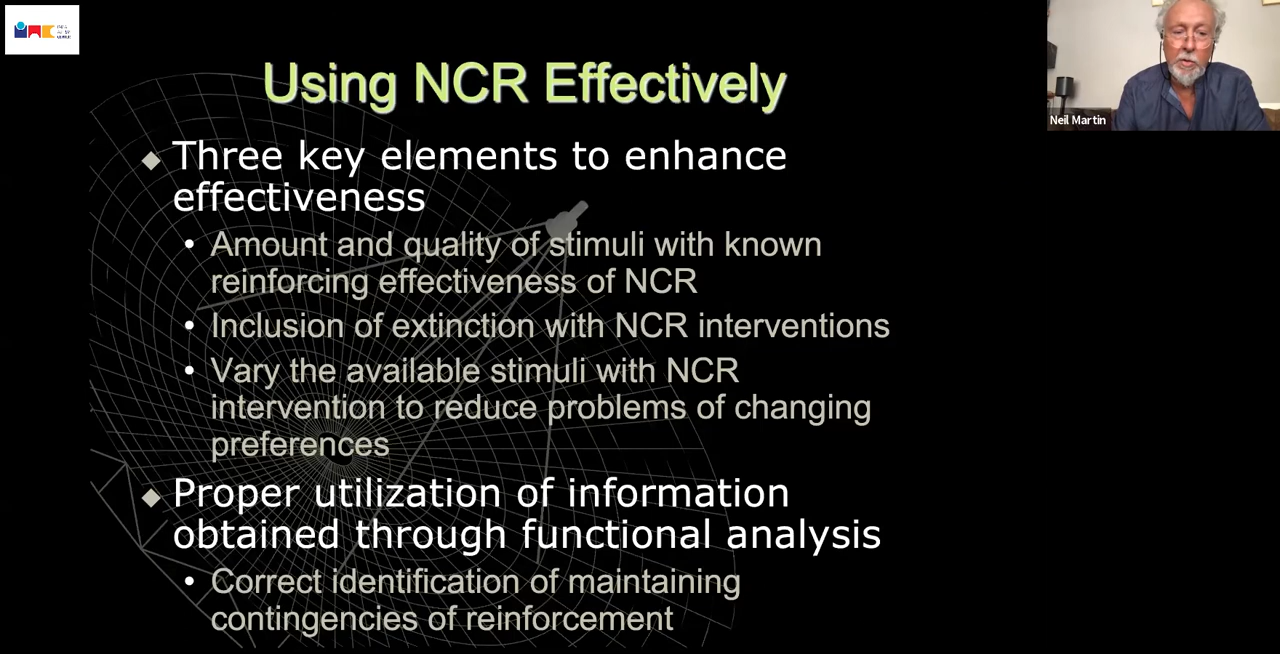 Using NCR Effectively
Neil Martin
◆ Three key elements to enhance
effectiveness
• Amount and quality of stimuli with known
reinforcing effectiveness of NCR
• Inclusion of extinction with NCR interventions
• Vary the available stimuli with NCR
intervention to reduce problems of changing
preferences
◆ Proper utilization of information
obtained through functional analysis
• Correct identification of maintaining
contingencies of reinforcement